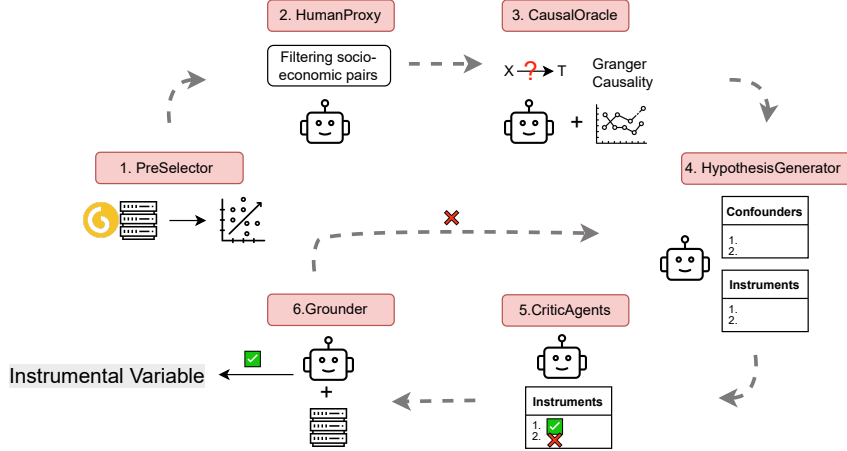 2. HumanProxy
Filtering socio-
economic pairs
3. CausalOracle
X ? T
Granger
Causality
+
1. PreSelector
4. HypothesisGenerator
Confounders
1.
2.
Instruments
1.
2.
5.CriticAgents
Instruments
1.
2.
6.Grounder
+
Instrumental Variable